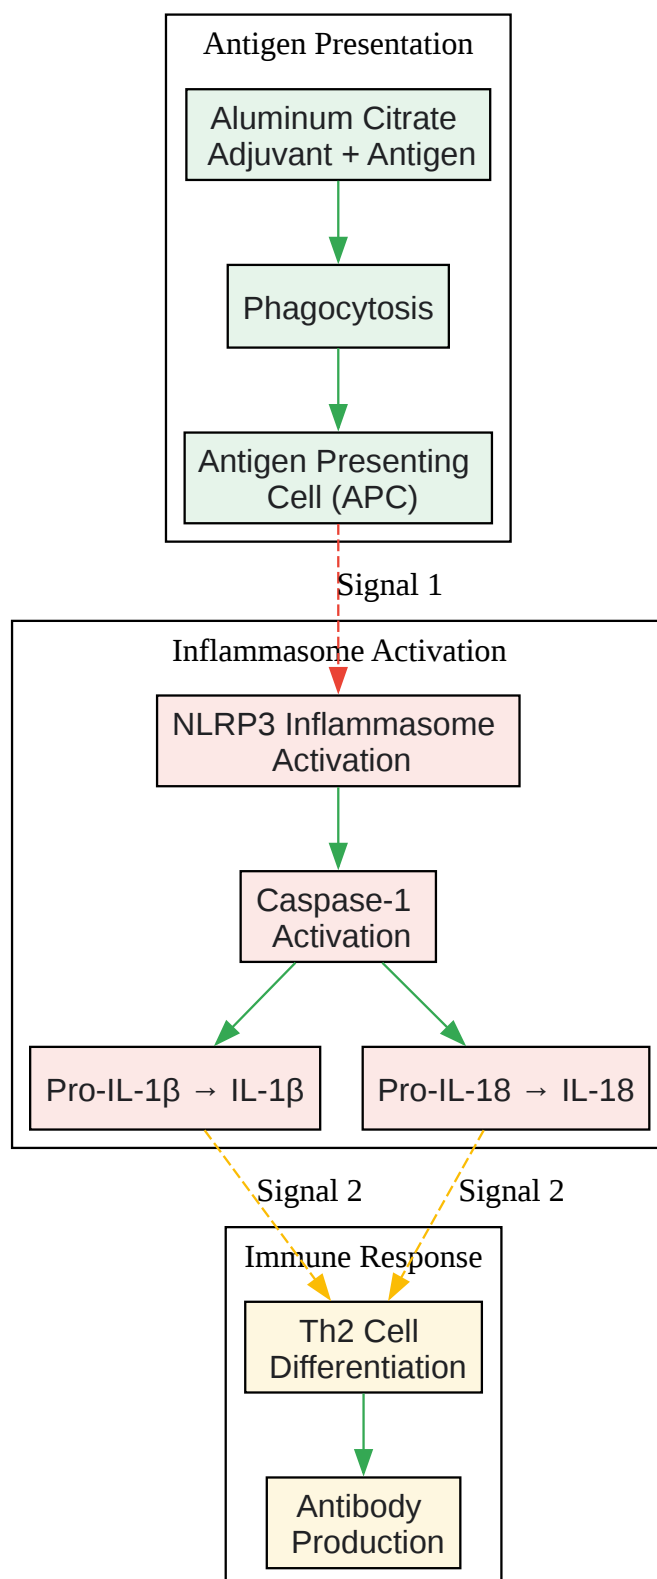 Antigen Presentation
Aluminum Citrate
Adjuvant + Antigen
Phagocytosis
Antigen Presenting
Cell (APC)
Signal 1
Inflammasome Activation
NLRP3 Inflammasome
Activation
Caspase-1
Activation
Pro-IL-1β → IL-1β
Pro-IL-18 → IL-18
Signal 2
Signal 2
Immune Response
Th2 Cell
Differentiation
Antibody
Production